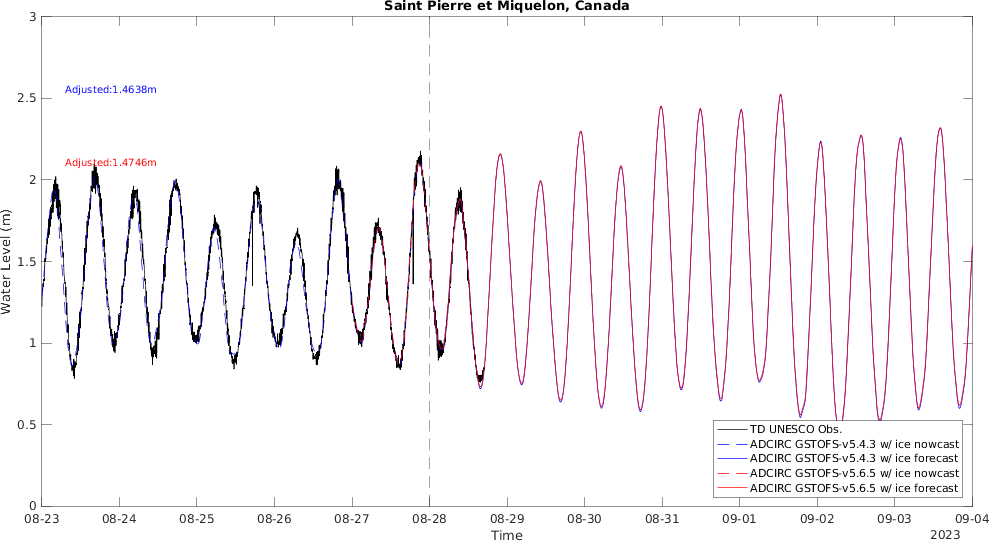 Saint Pierre et Miquelon, Canada
3
2.5
2
1.5
1
0.5
0
Water Level (m)
Adjusted:1.4638m
Adjusted:1.4746m
TD UNESCO Obs.
ADCIRC GSTOFS-v5.4.3 w/ ice nowcast
ADCIRC GSTOFS-v5.4.3 w/ ice forecast
ADCIRC GSTOFS-v5.6.5 w/ ice nowcast
ADCIRC GSTOFS-v5.6.5 w/ ice forecast
08-23 08-24 08-25 08-26 08-27 08-28 08-29 08-30 08-31 09-01 09-02 09-03 09-04
Time
2023